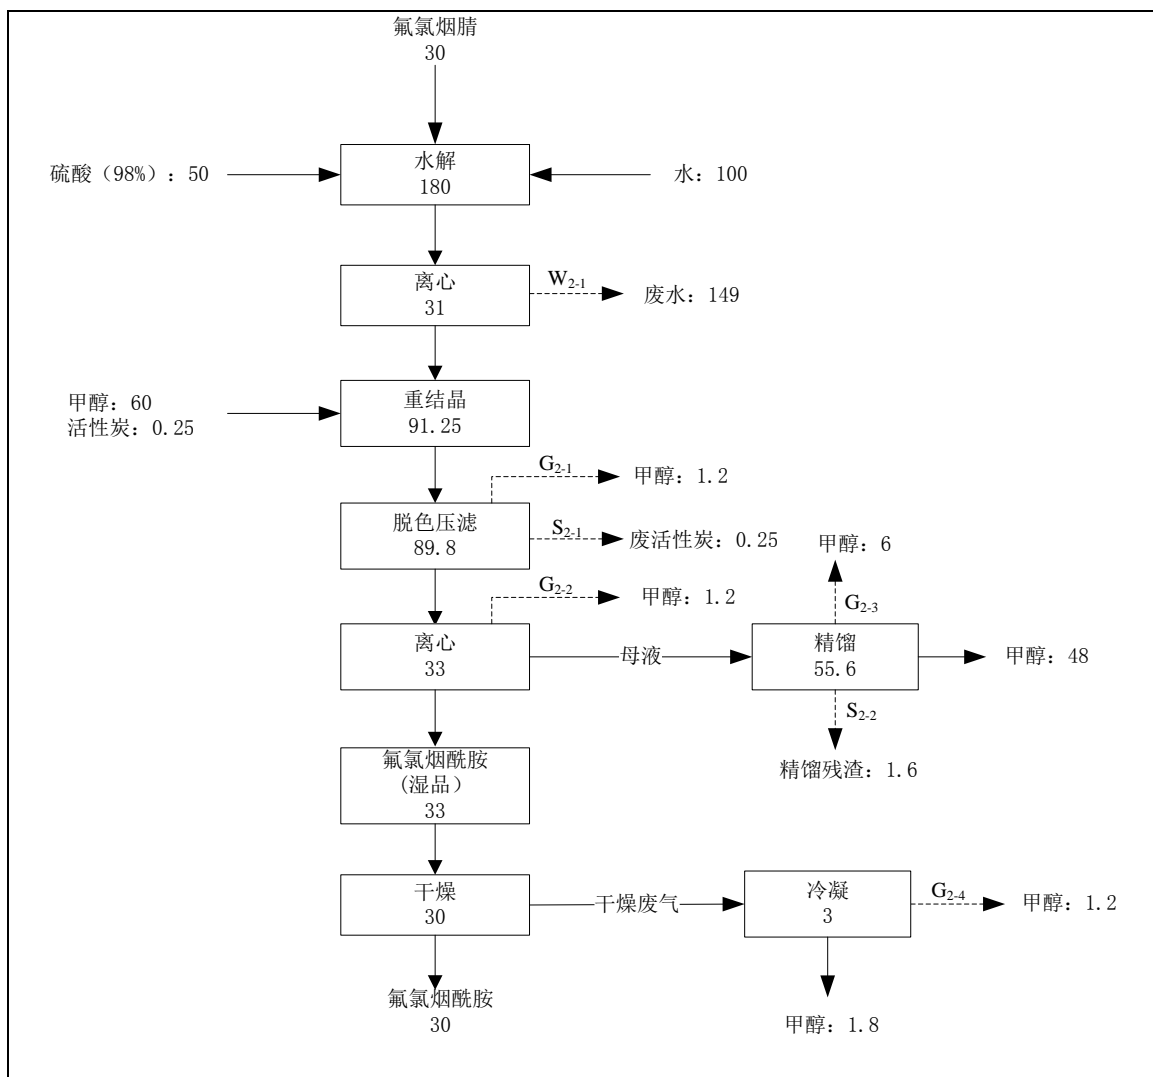 氟氯烟腈
30
硫酸（98%）：50
水解
180
水：100
离心
31
W2-1
废水：149
甲醇：60
活性炭：0.25
重结晶
91.25
G2-1
甲醇：1.2
脱色压滤
89.8
S2-1
废活性炭：0.25
G2-2
甲醇：1.2
甲醇：6
G2-3
离心
33
母液
精馏
55.6
甲醇：48
S2-2
精馏残渣：1.6
氟氯烟酰胺
(湿品）
33
干燥
30
干燥废气
冷凝
3
G2-4
甲醇：1.2
氟氯烟酰胺
30
甲醇：1.8